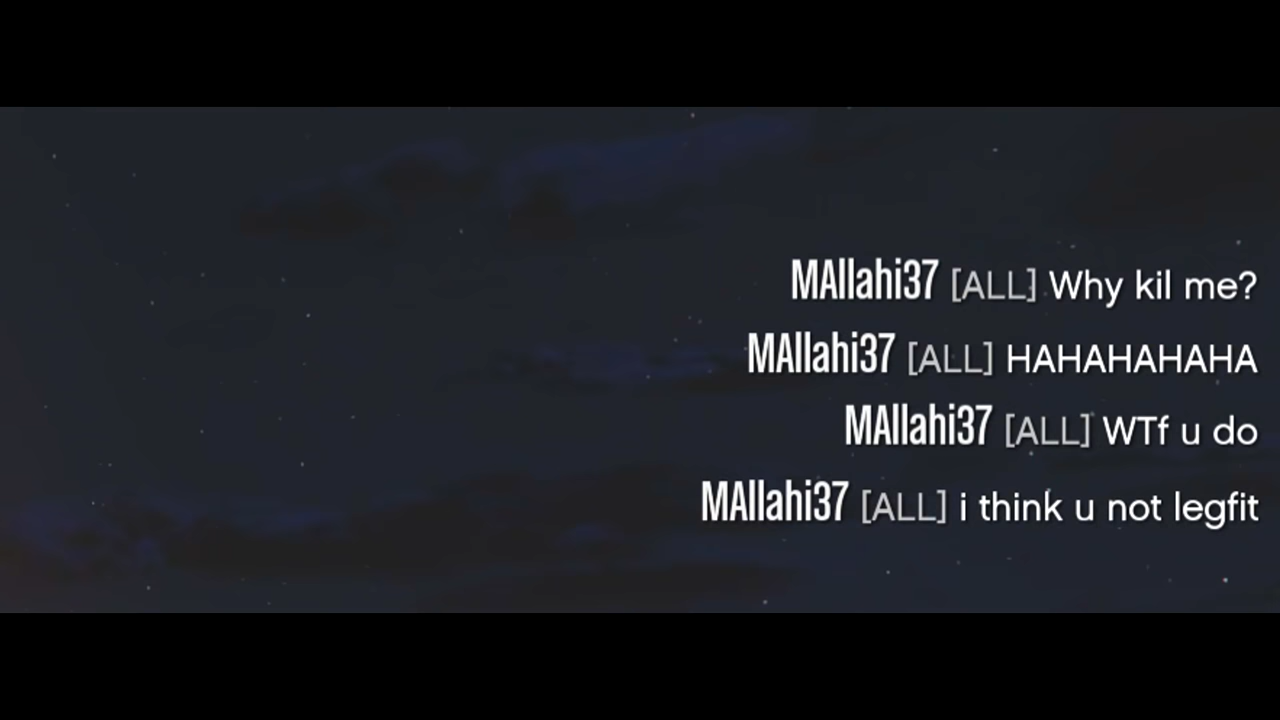 MAllahi37 [ALL] Why kil me?
MAllahi37 [ALL] HAHAHAHAHA
MAllahi37 [ALL] WTf u do
MAllahi37 [ALL] i think u not legfit